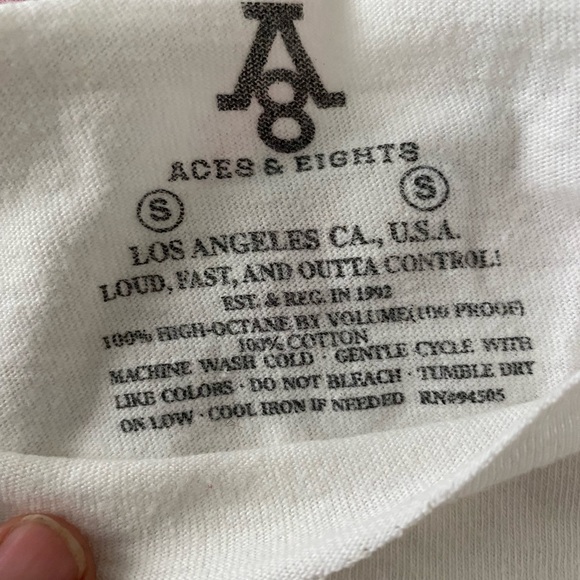 A8
ACES & EIGHTS
S S
LOS ANGELES CA., U.S.A.
LOUD, FAST, AND OUTTA CONTROL!
EST. & REG. IN 1992
100% HIGH-OCTANE BY VOLUME(100 PROOF)
100% COTTON
MACHINE WASH COLD · GENTLE CYCLE WITH
LIKE COLORS · DO NOT BLEACH · TUMBLE DRY
ON LOW · COOL IRON IF NEEDED RN#94505